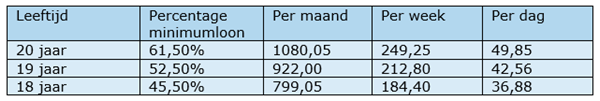 Leeftijd Percentage minimumloon Per maand Per week Per dag
20 jaar 61,50% 1080,05 249,25 49,85
19 jaar 52,50% 922,00 212,80 42,56
18 jaar 45,50% 799,05 184,40 36,88